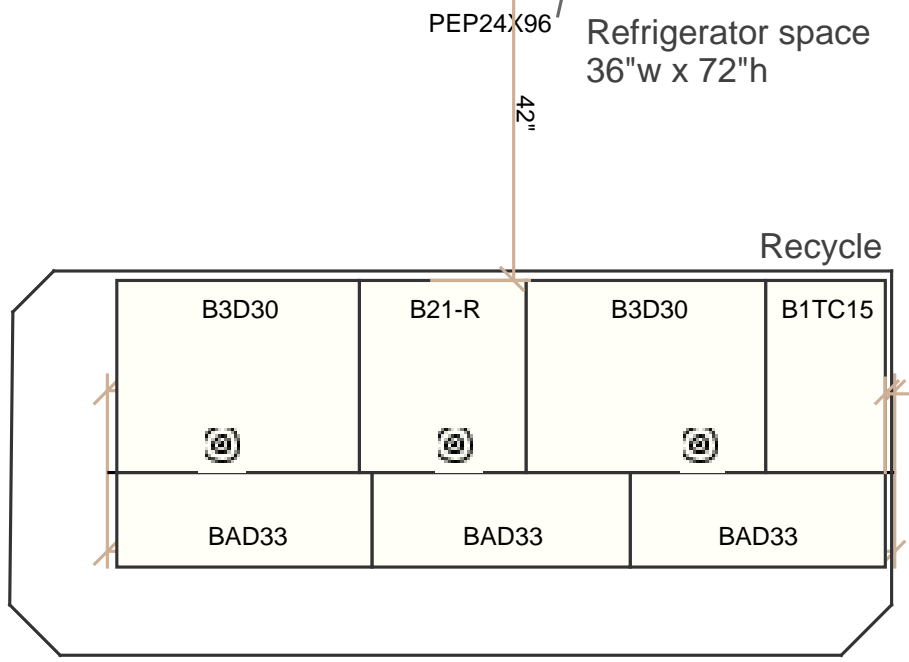 PEP24X96
Refrigerator space
36"w x 72"h
42"
Recycle
B3D30
B21-R
B3D30
B1TC15
BAD33
BAD33
BAD33